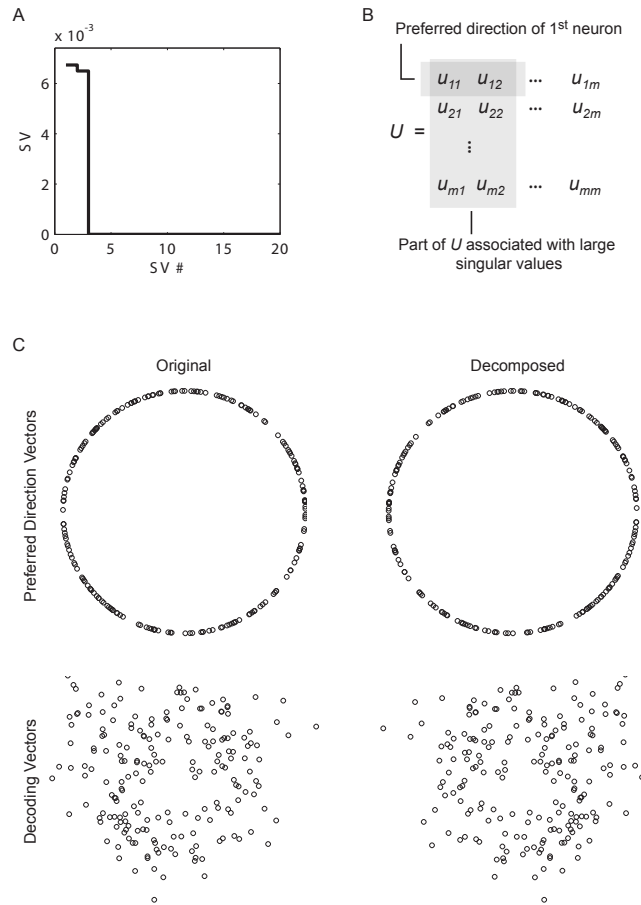 A
x 10⁻³
6
4
2
0
SV
0 5 10 15 20
SV #
B
Preferred direction of 1st neuron
U =
u11 u12 ... u1m
u21 u22 ... u2m
⋮
um1 um2 ... umm
Part of U associated with large
singular values
C
Original
Decomposed
Preferred Direction Vectors
Decoding Vectors